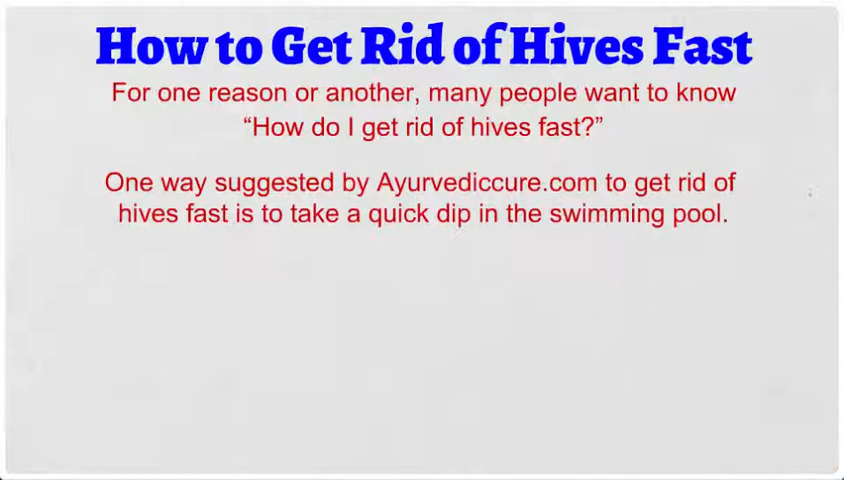 How to Get Rid of Hives Fast
For one reason or another, many people want to know
“How do I get rid of hives fast?”
One way suggested by Ayurvediccure.com to get rid of
hives fast is to take a quick dip in the swimming pool.